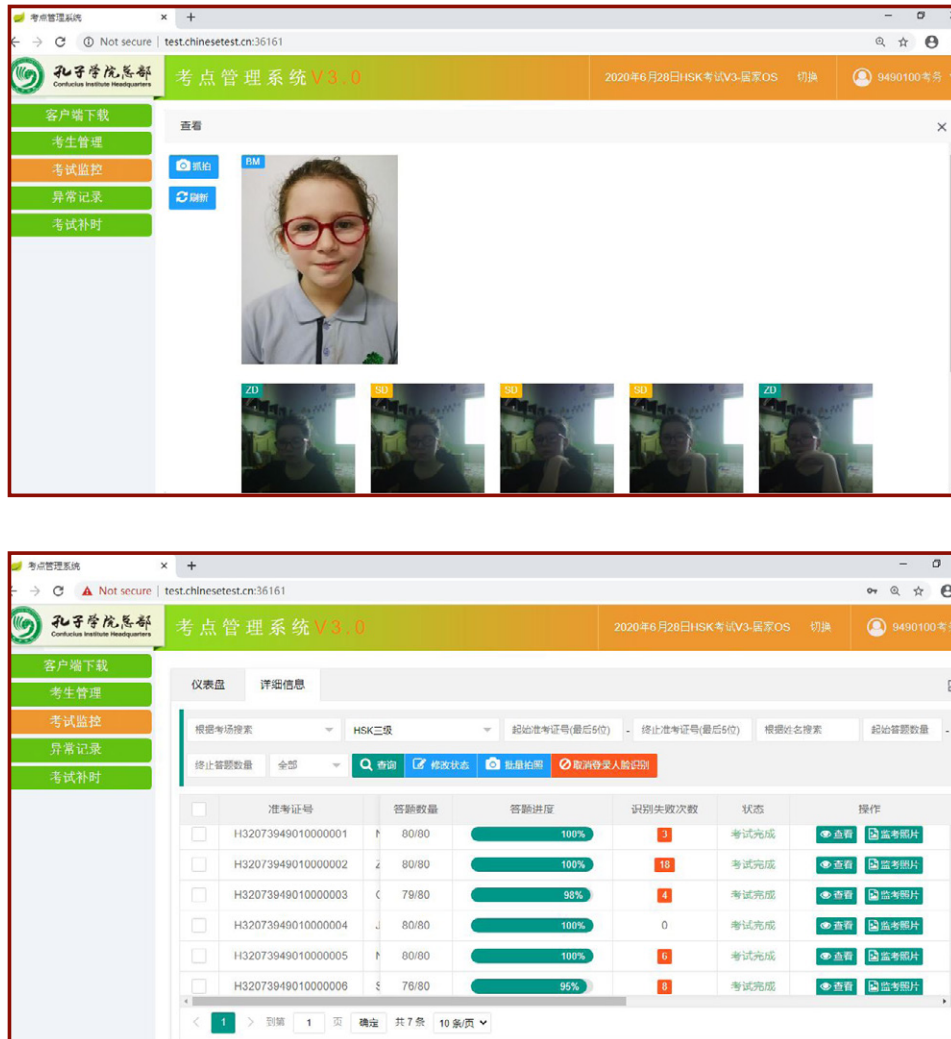 考点管理系统
Not secure | test.chinesetest.cn:36161
孔子学院总部
Confucius Institute Headquarters
考点管理系统V3.0
2020年6月28日HSK考试V3-居家OS 切换 9490100考务
客户端下载
考生管理
考试监控
异常记录
考试补时
查看
抓拍
刷新
BM
ZD SD SD SD ZD
考点管理系统
Not secure | test.chinesetest.cn:36161
孔子学院总部
Confucius Institute Headquarters
考点管理系统V3.0
2020年6月28日HSK考试V3-居家OS 切换 9490100考务
客户端下载
考生管理
考试监控
异常记录
考试补时
仪表盘 详细信息
根据考场搜索 HSK三级 起始准考证号(最后5位) - 终止准考证号(最后5位) 根据姓名搜索 起始答题数量 -
终止答题数量 全部 查询 修改状态 批量拍照 取消登录人脸识别
准考证号 答题数量 答题进度 识别失败次数 状态 操作
H32073949010000001 80/80 100% 3 考试完成 查看 监考照片
H32073949010000002 80/80 100% 18 考试完成 查看 监考照片
H32073949010000003 79/80 98% 4 考试完成 查看 监考照片
H32073949010000004 80/80 100% 0 考试完成 查看 监考照片
H32073949010000005 80/80 100% 6 考试完成 查看 监考照片
H32073949010000006 76/80 95% 8 考试完成 查看 监考照片
1 到第 1 页 确定 共 7 条 10 条/页